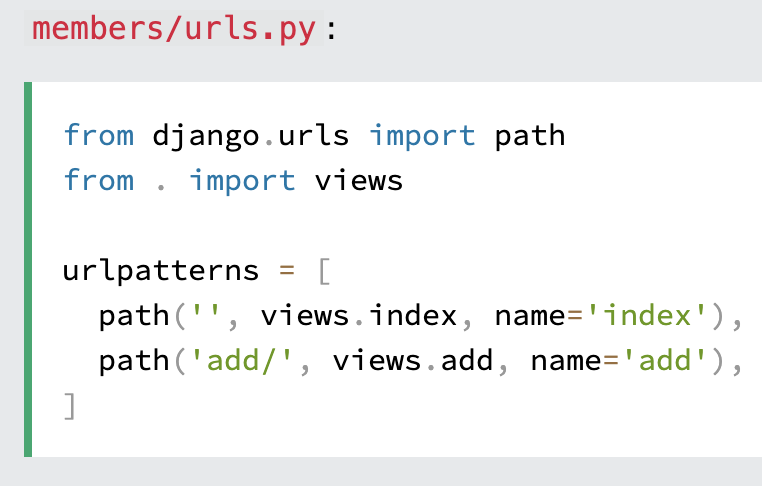 members/urls.py:
from django.urls import path
from . import views
urlpatterns = [
  path('', views.index, name='index'),
  path('add/', views.add, name='add'),
]